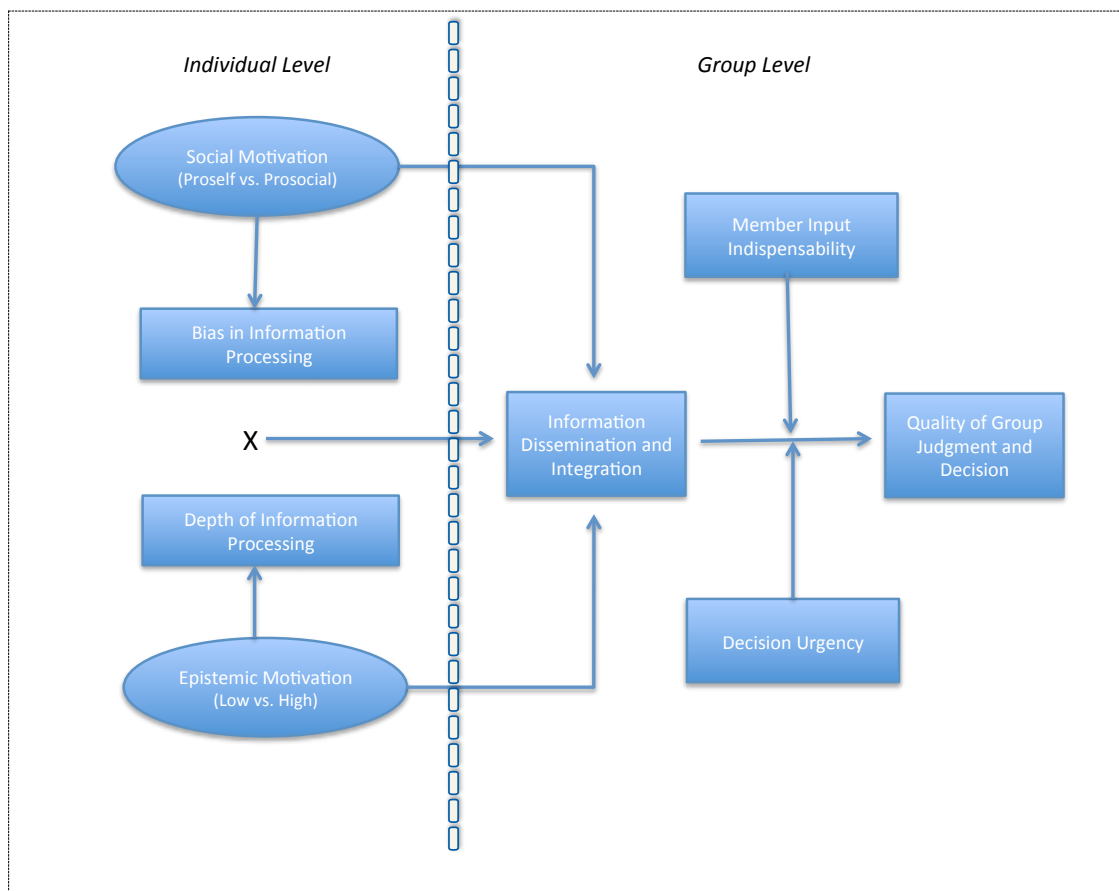 Individual Level
Group Level
Social Motivation
(Proself vs. Prosocial)
Member Input
Indispensability
Bias in Information
Processing
X
Information
Dissemination and
Integration
Quality of Group
Judgment and
Decision
Depth of Information
Processing
Decision Urgency
Epistemic Motivation
(Low vs. High)